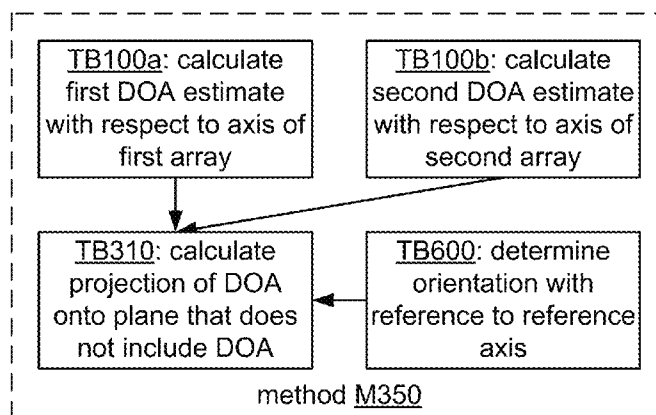 TB100a: calculate
first DOA estimate
with respect to axis of
first array
TB100b: calculate
second DOA estimate
with respect to axis of
second array
TB310: calculate
projection of DOA
onto plane that does
not include DOA
TB600: determine
orientation with
reference to reference
axis
method M350